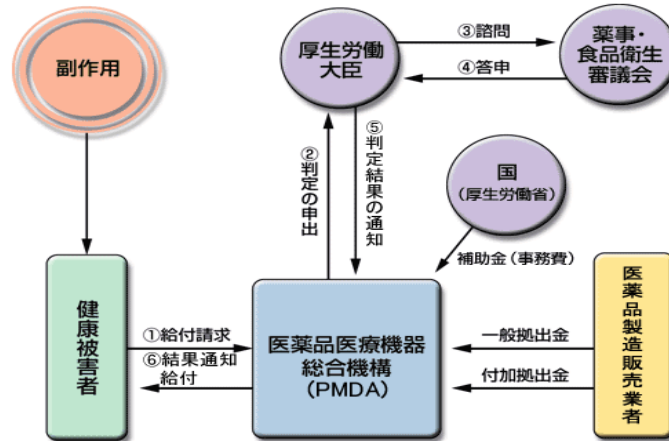 副作用
厚生労働
大臣
③諮問
④答申
薬事・
食品衛生
審議会
②判定の申出
⑤判定結果の通知
国
(厚生労働省)
補助金(事務費)
健康被害者
①給付請求
⑥結果通知
給付
医薬品医療機器
総合機構
(PMDA)
一般拠出金
付加拠出金
医薬品製造販売業者